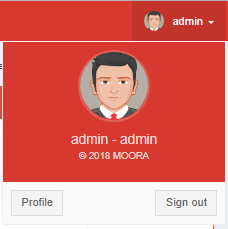 admin
admin - admin
© 2018 MOORA
Profile
Sign out